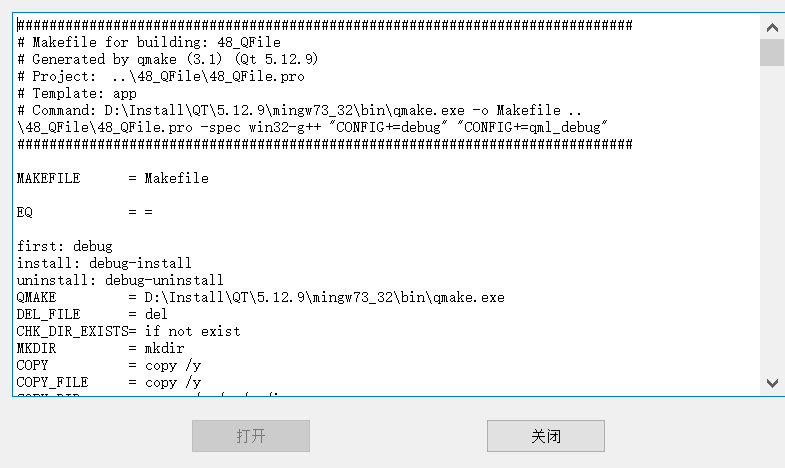 #############################################################################
# Makefile for building: 48_QFile
# Generated by qmake (3.1) (Qt 5.12.9)
# Project:  ..\48_QFile\48_QFile.pro
# Template: app
# Command: D:\Install\QT\5.12.9\mingw73_32\bin\qmake.exe -o Makefile ..
\48_QFile\48_QFile.pro -spec win32-g++ "CONFIG+=debug" "CONFIG+=qml_debug"
#############################################################################
MAKEFILE      = Makefile
EQ            = =
first: debug
install: debug-install
uninstall: debug-uninstall
QMAKE         = D:\Install\QT\5.12.9\mingw73_32\bin\qmake.exe
DEL_FILE      = del
CHK_DIR_EXISTS= if not exist
MKDIR         = mkdir
COPY          = copy /y
COPY_FILE     = copy /y
打开
关闭